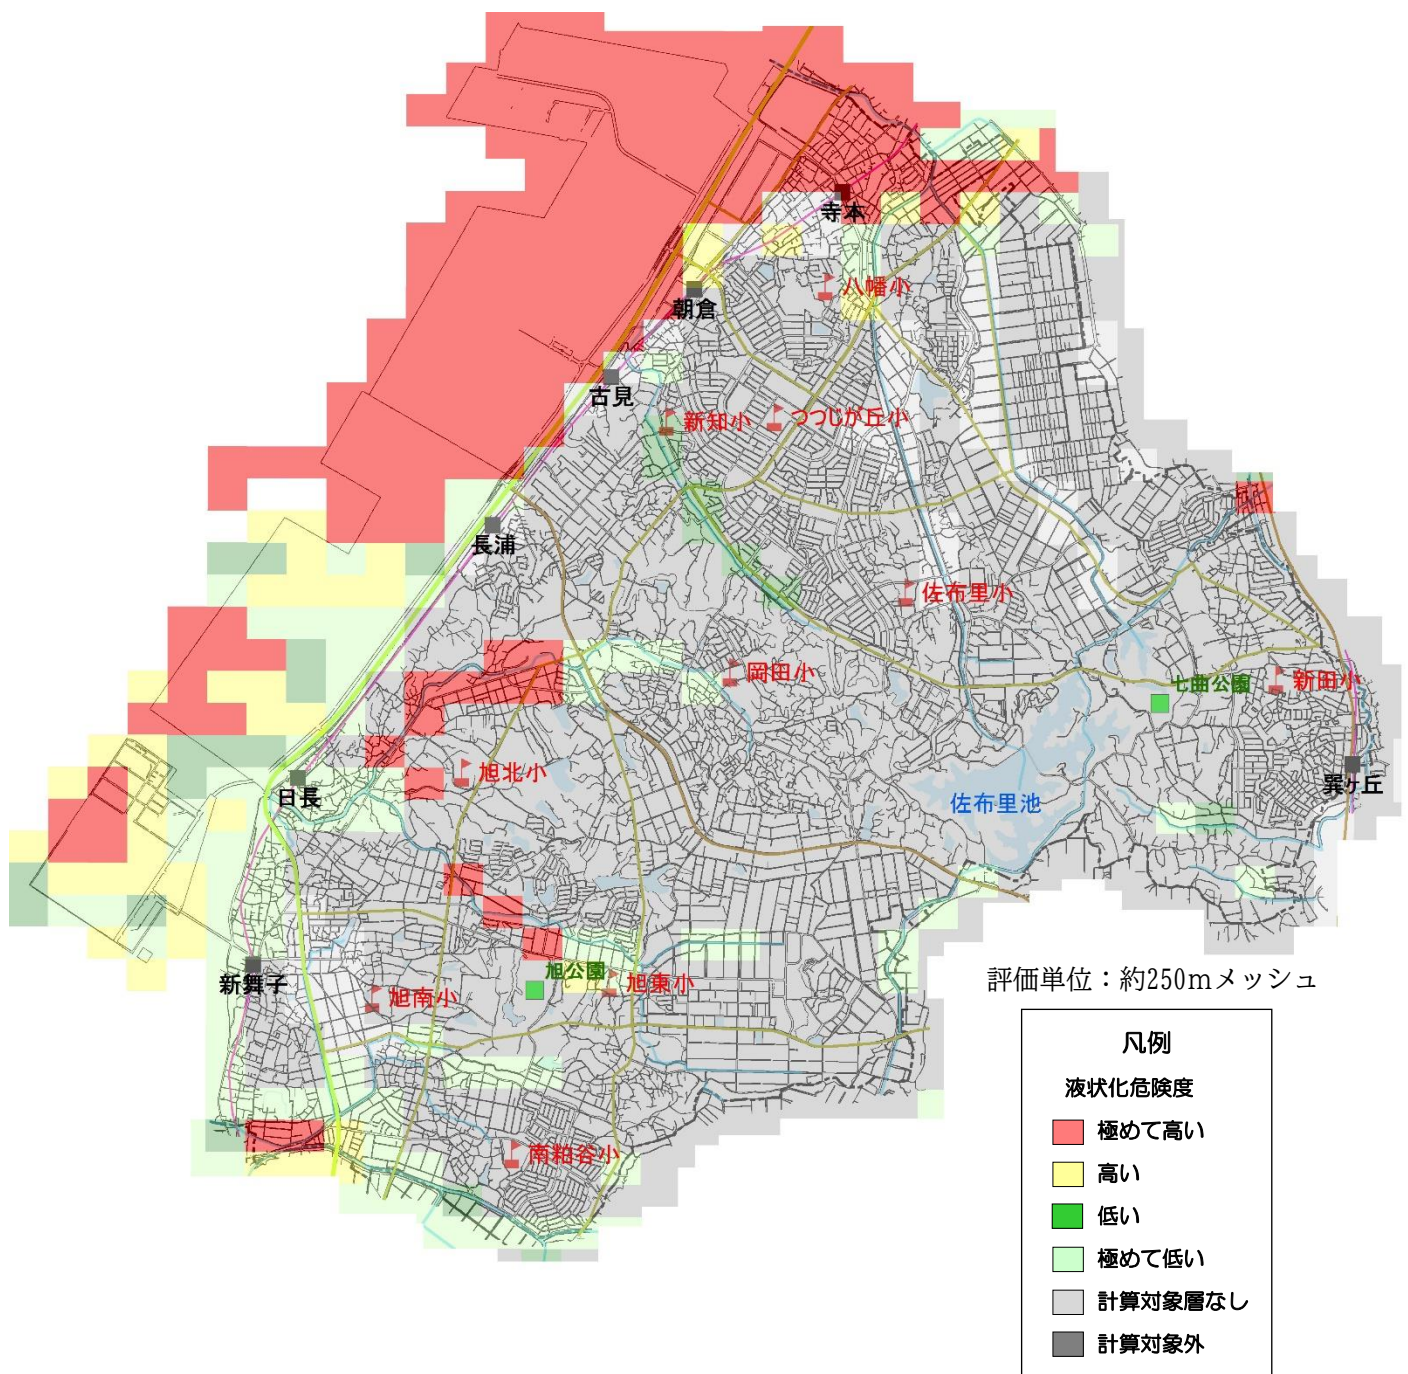 寺本
八幡小
朝倉
古見
新知小
つつじが丘小
長浦
佐布里小
岡田小
七曲公園
新田小
旭北小
日長
佐布里池
巽ヶ丘
新舞子
旭公園
旭南小
旭東小
評価単位：約250mメッシュ
南粕谷小
凡例
液状化危険度
極めて高い
高い
低い
極めて低い
計算対象層なし
計算対象外